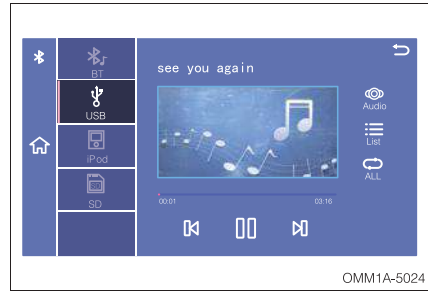 BT
USB
iPod
SD
see you again
00:01
03:16
Audio
List
ALL
OMM1A-5024